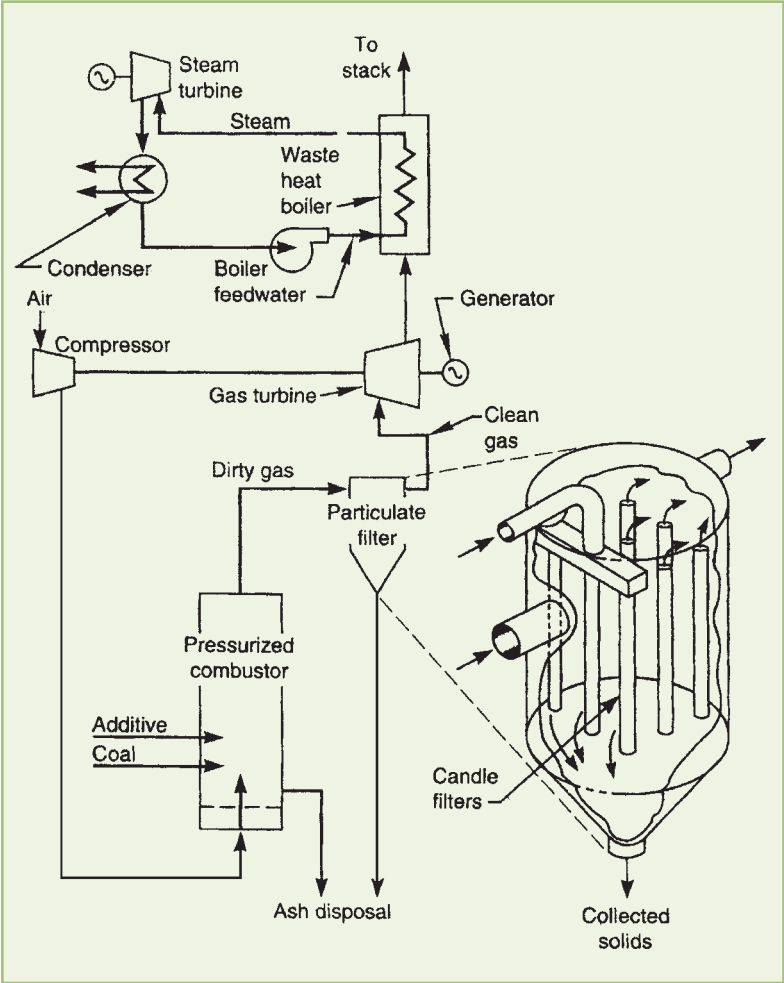 To
stack
Steam
turbine
Steam
Waste
heat
boiler
Condenser
Boiler
feedwater
Air
Generator
Compressor
Gas turbine
Clean
gas
Dirty gas
Particulate
filter
Pressurized
combustor
Additive
Coal
Candle
filters
Ash disposal
Collected
solids